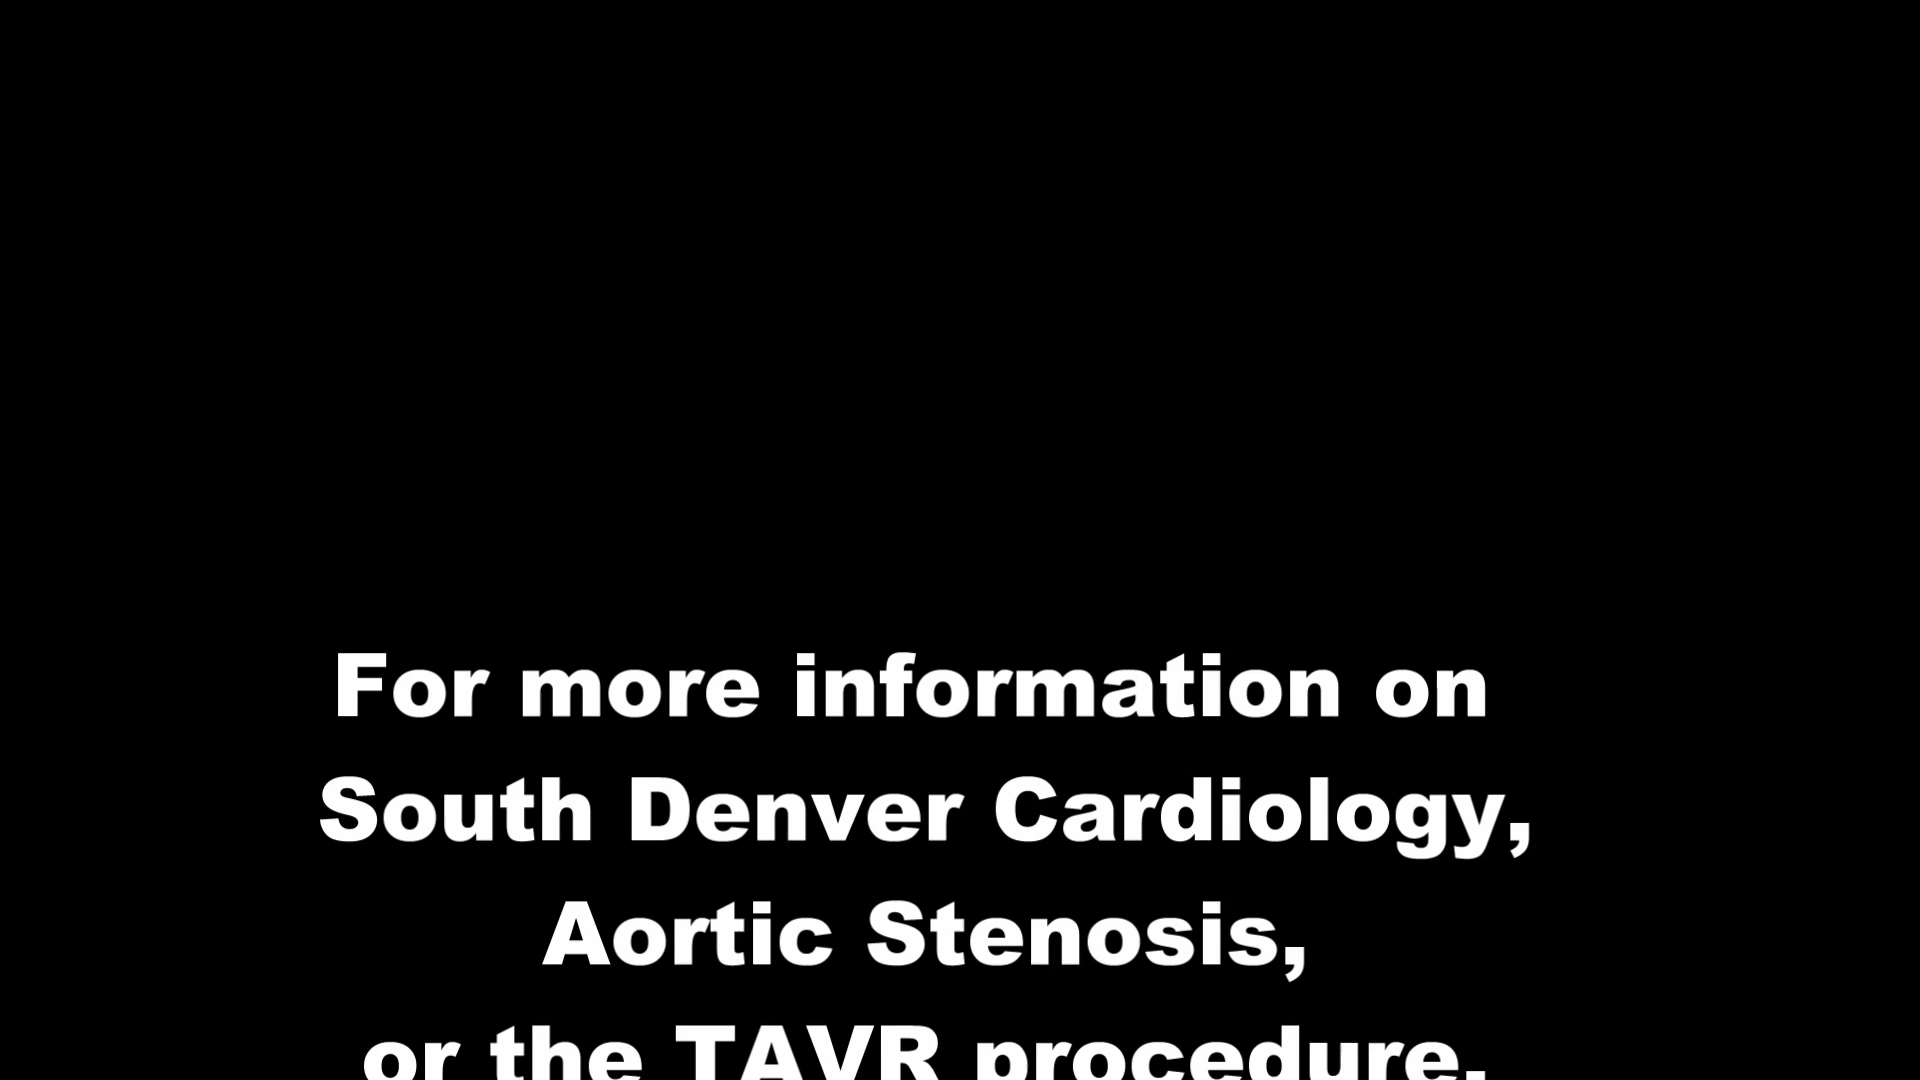 For more information on
South Denver Cardiology,
Aortic Stenosis,
or the TAVR procedure,